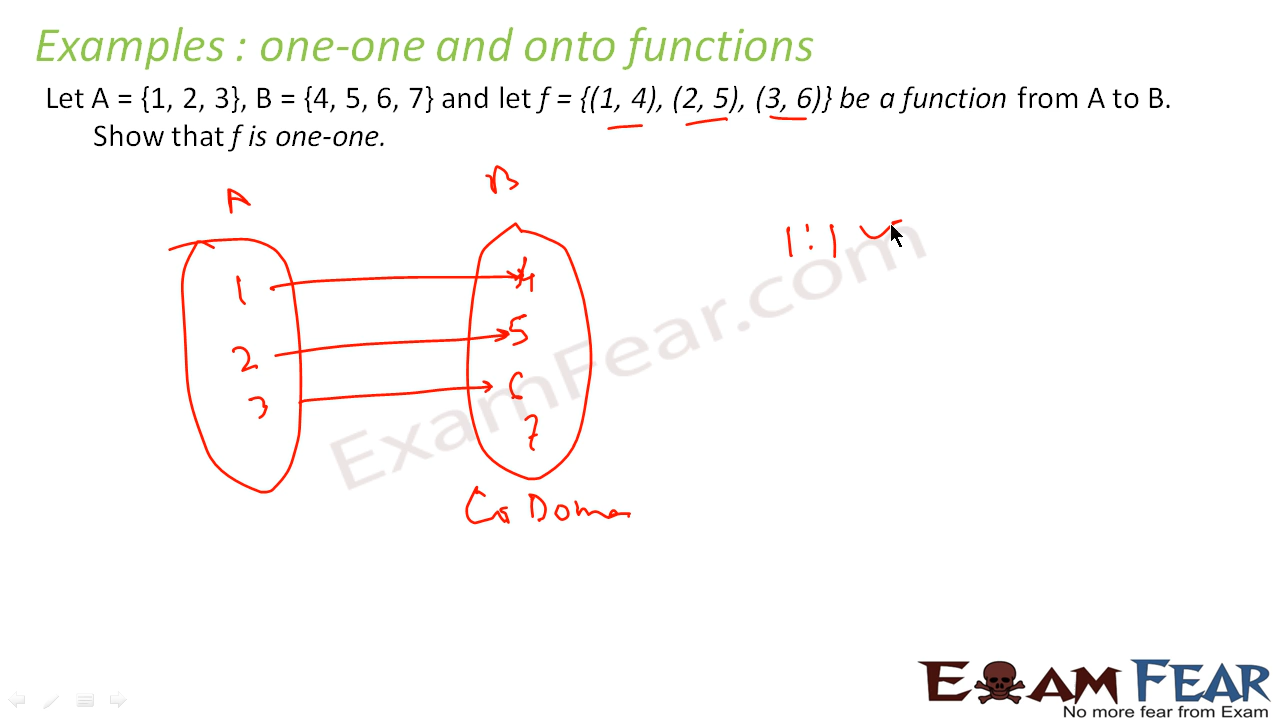 Examples : one-one and onto functions
Let A = {1, 2, 3}, B = {4, 5, 6, 7} and let f = {(1, 4), (2, 5), (3, 6)} be a function from A to B.
Show that f is one-one.
A B
1:1
1 4
2 5
3 6
7
Co Domain
ExamFear.com
EXAM FEAR
No more fear from Exam